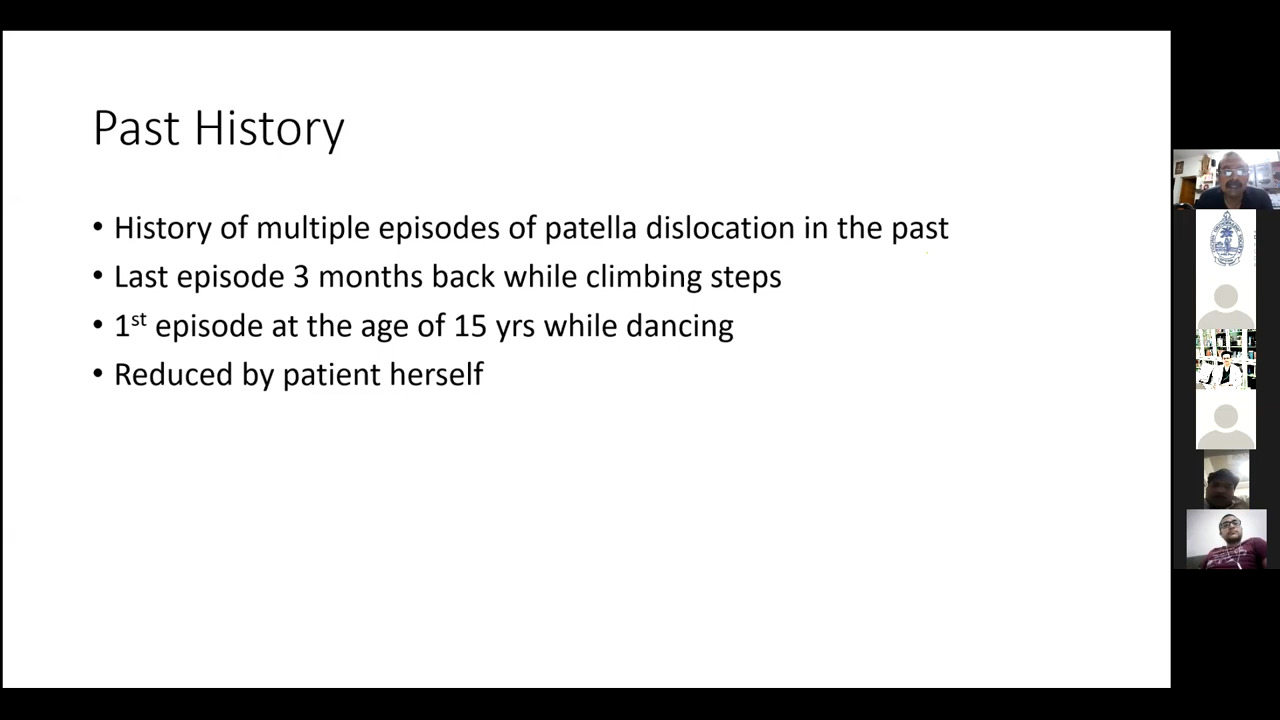 Past History
• History of multiple episodes of patella dislocation in the past
• Last episode 3 months back while climbing steps
• 1st episode at the age of 15 yrs while dancing
• Reduced by patient herself